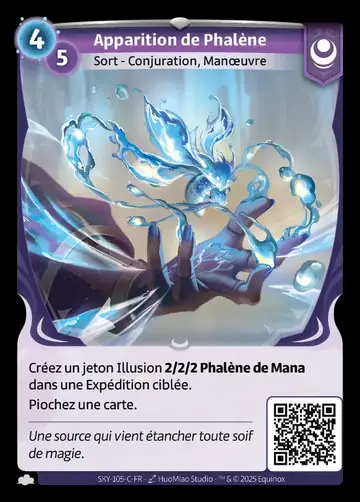 4
Apparition de Phalène
5
Sort - Conjuration, Manœuvre
Créez un jeton Illusion 2/2/2 Phalène de Mana
dans une Expédition ciblée.
Piochez une carte.
Une source qui vient étancher toute soif
de magie.
SKY-105-C-FR - HuoMiao Studio - ™ & © 2025 Equinox